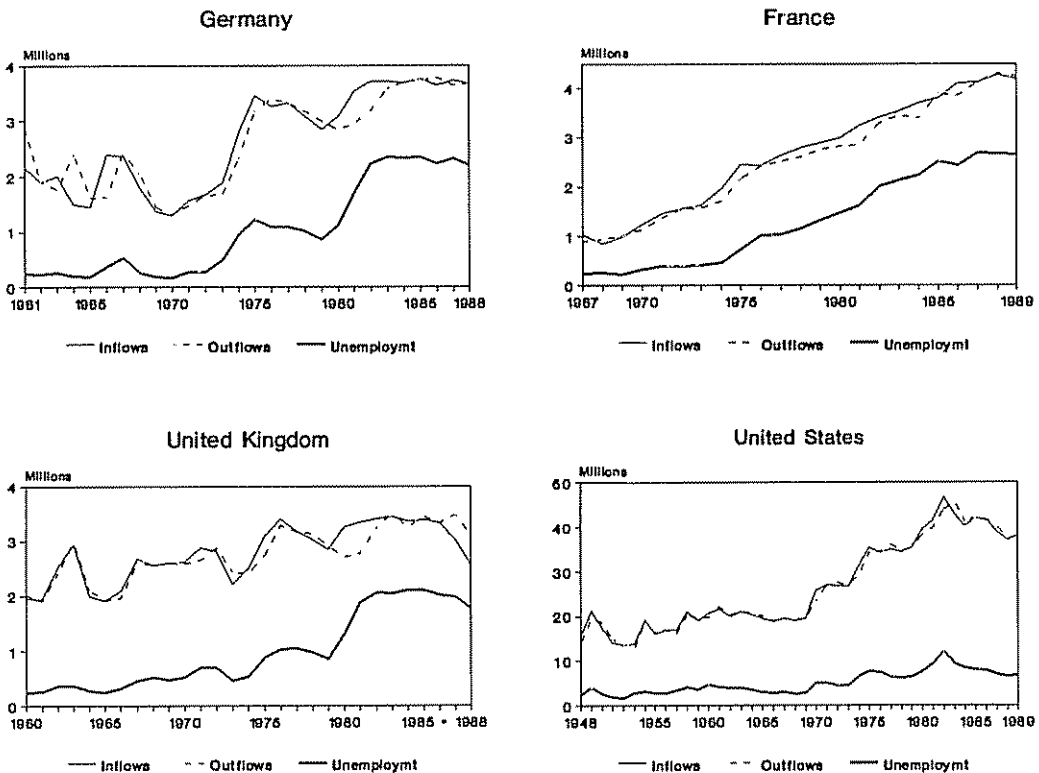 Germany
Millions
4
3
2
1
0
1961 1965 1970 1975 1980 1985 1988
Inflows Outflows Unemploymt
France
Millions
4
3
2
1
0
1967 1970 1975 1980 1985 1989
Inflows Outflows Unemploymt
United Kingdom
Millions
4
3
2
1
0
1960 1965 1970 1975 1980 1985 1988
Inflows Outflows Unemploymt
United States
Millions
50
40
30
20
10
0
1948 1955 1960 1965 1970 1975 1980 1985 1989
Inflows Outflows Unemploymt